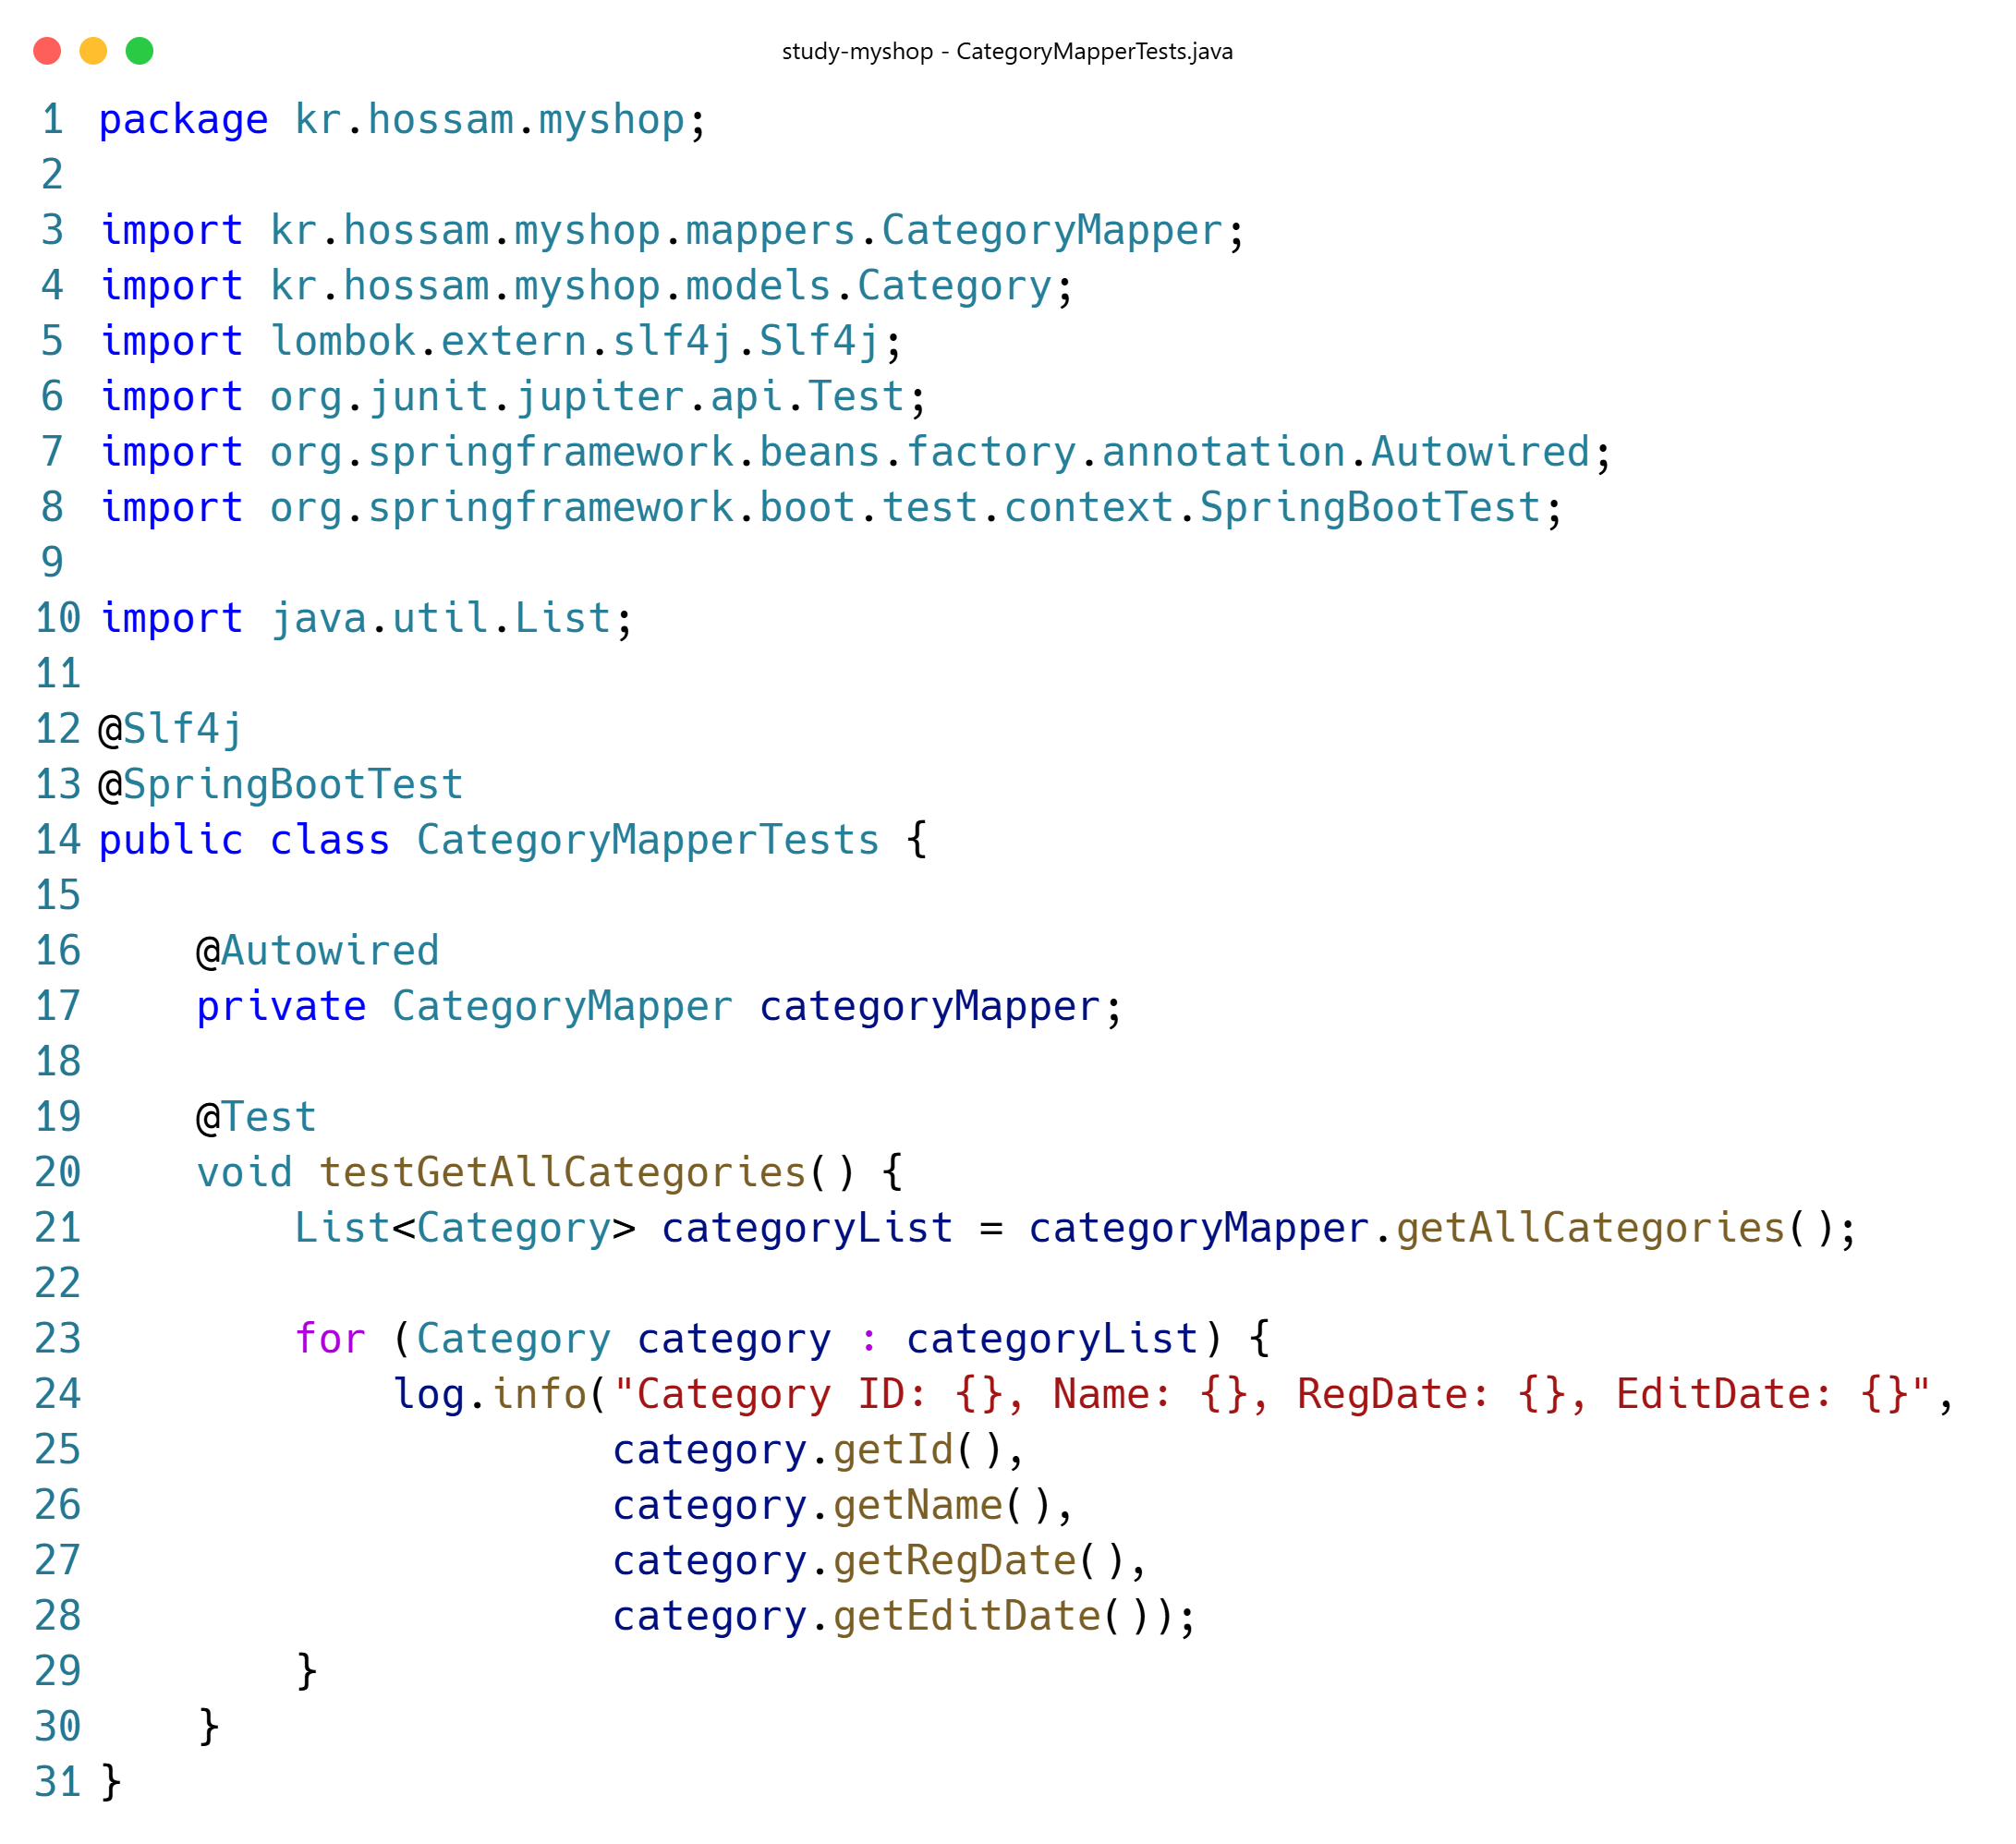 study-myshop - CategoryMapperTests.java
1 package kr.hossam.myshop;
2
3 import kr.hossam.myshop.mappers.CategoryMapper;
4 import kr.hossam.myshop.models.Category;
5 import lombok.extern.slf4j.Slf4j;
6 import org.junit.jupiter.api.Test;
7 import org.springframework.beans.factory.annotation.Autowired;
8 import org.springframework.boot.test.context.SpringBootTest;
9
10 import java.util.List;
11
12 @Slf4j
13 @SpringBootTest
14 public class CategoryMapperTests {
15
16     @Autowired
17     private CategoryMapper categoryMapper;
18
19     @Test
20     void testGetAllCategories() {
21         List<Category> categoryList = categoryMapper.getAllCategories();
22
23         for (Category category : categoryList) {
24             log.info("Category ID: {}, Name: {}, RegDate: {}, EditDate: {}",
25                      category.getId(),
26                      category.getName(),
27                      category.getRegDate(),
28                      category.getEditDate());
29         }
30     }
31 }